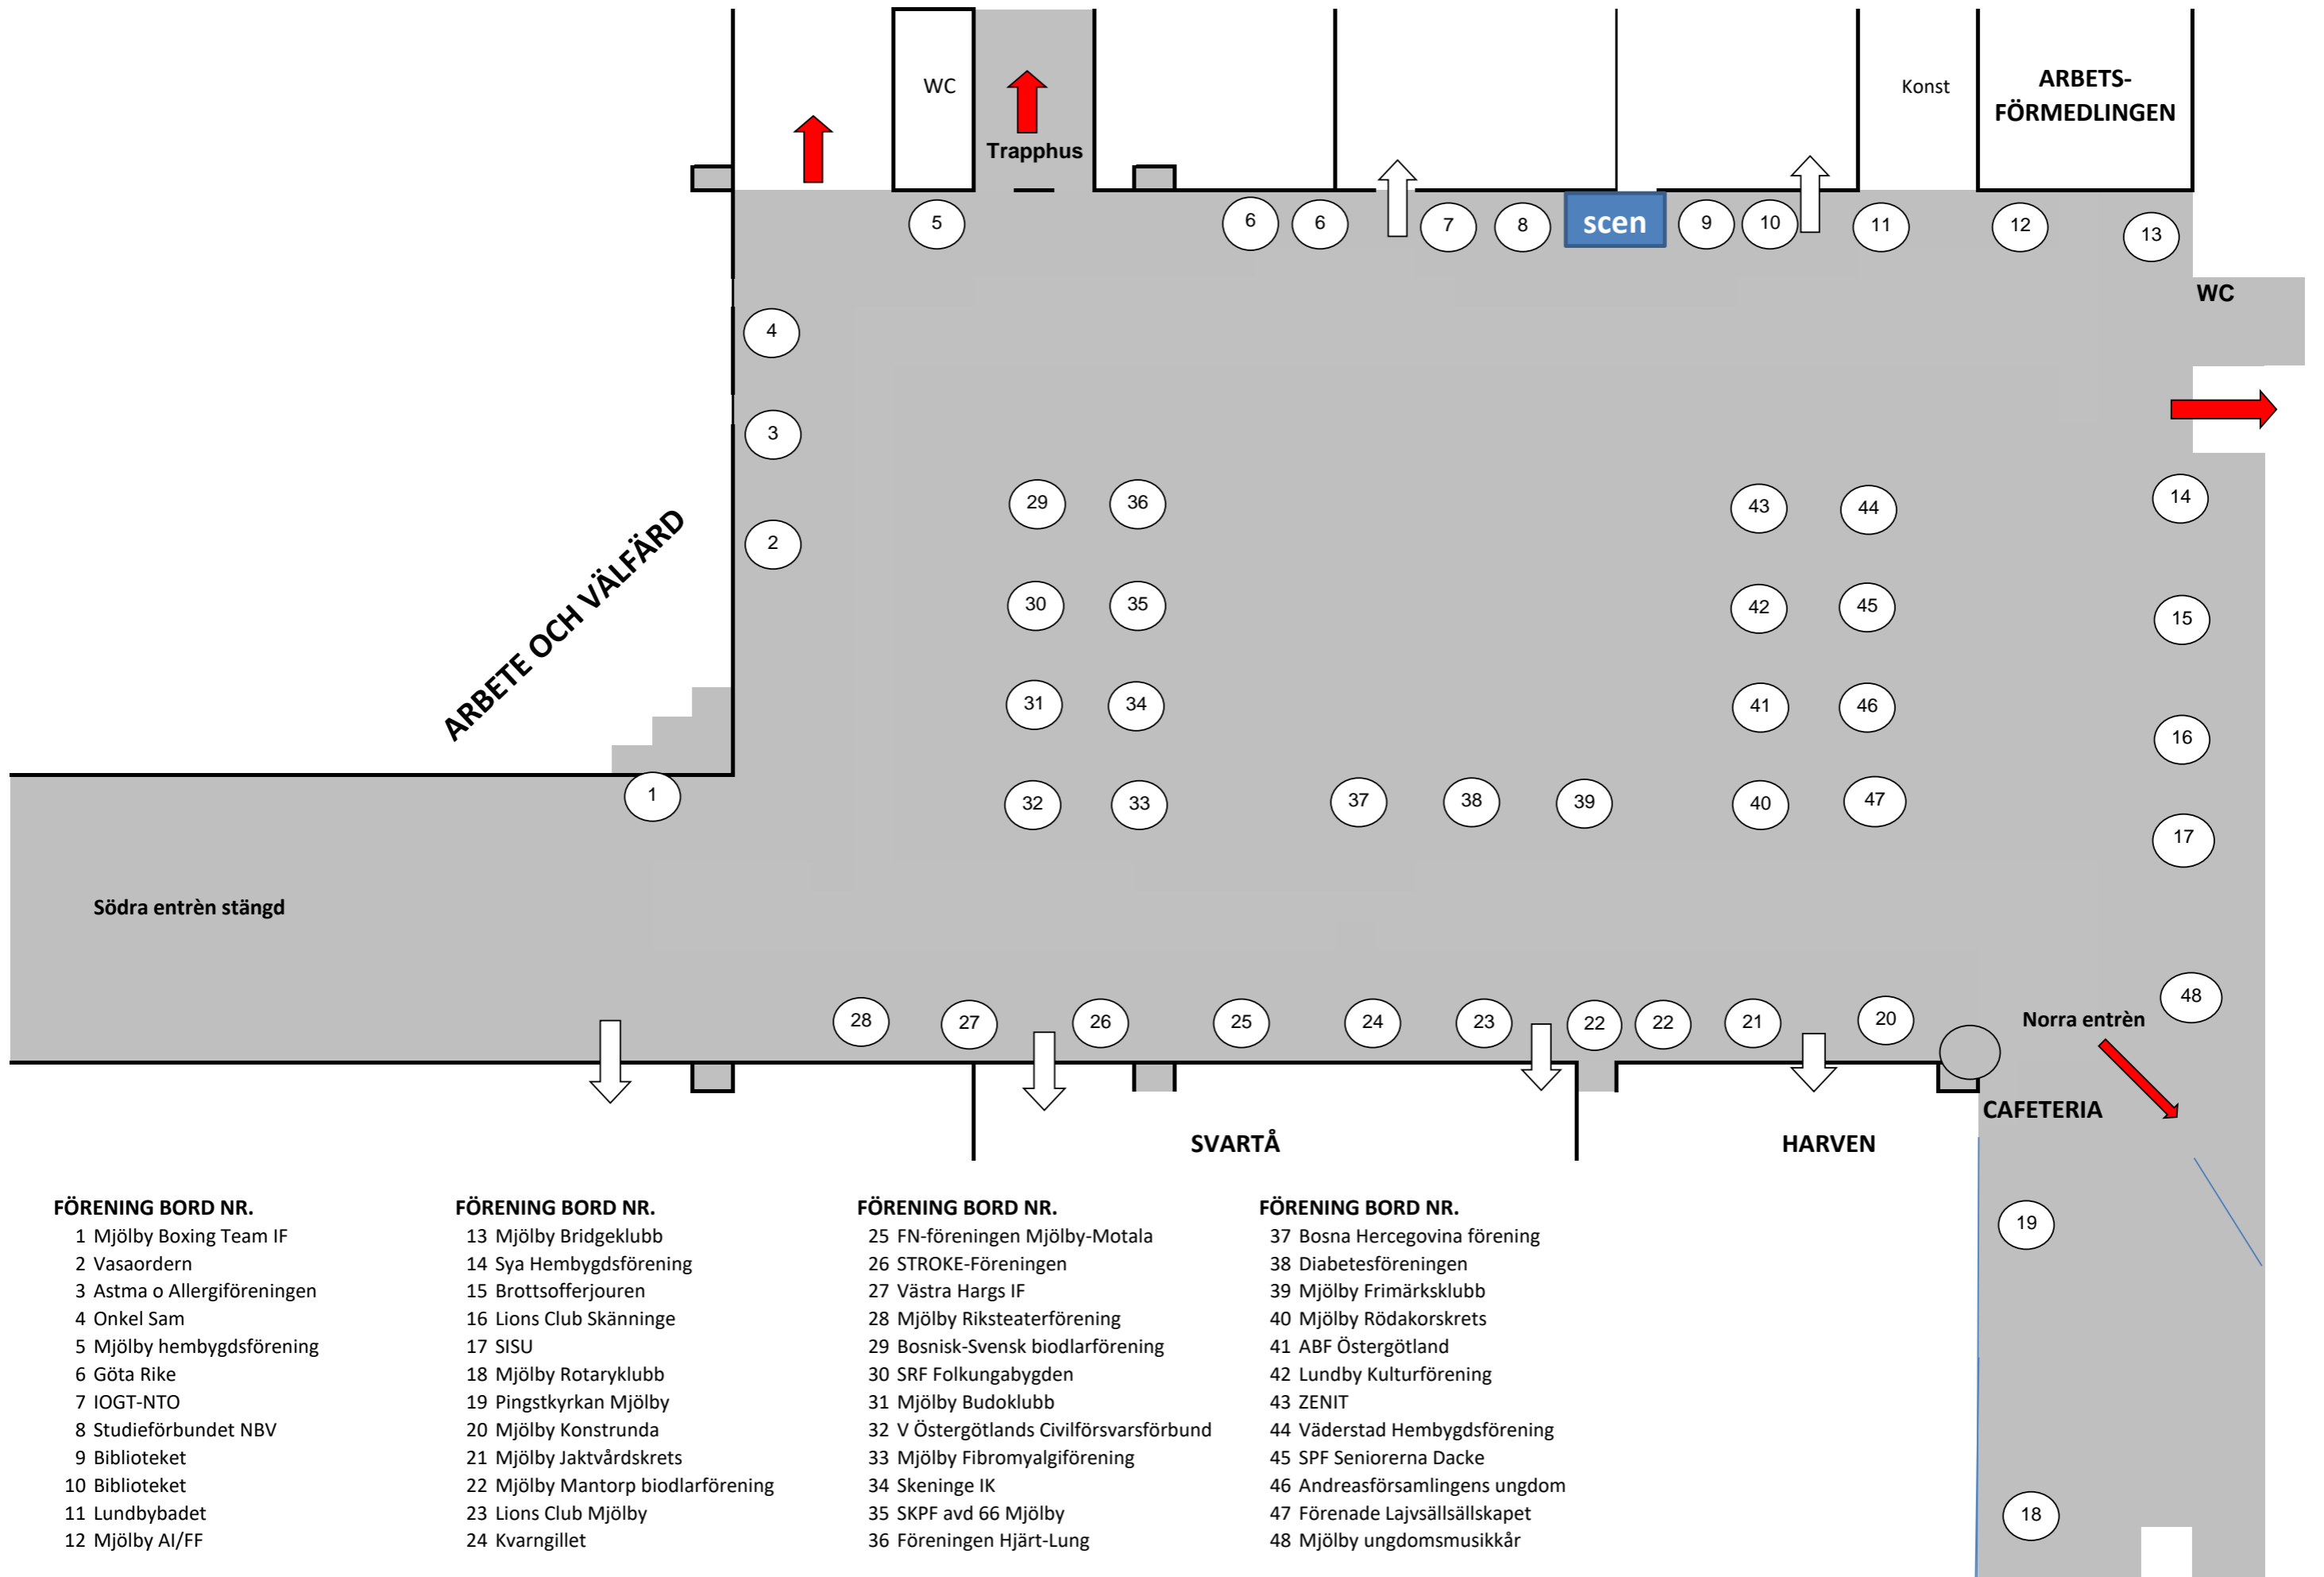 WC
Trapphus
Konst
ARBETS-
FÖRMEDLINGEN
5
6
6
7
8
scen
9
10
11
12
13
WC
4
3
2
ARBETE OCH VÄLFÄRD
29
36
43
44
14
30
35
42
45
15
31
34
41
46
16
1
32
33
37
38
39
40
47
17
Södra entrèn stängd
28
27
26
25
24
23
22
22
21
20
48
Norra entrèn
CAFETERIA
SVARTÅ
HARVEN
19
18
FÖRENING BORD NR.
1 Mjölby Boxing Team IF
2 Vasaordern
3 Astma o Allergiföreningen
4 Onkel Sam
5 Mjölby hembygdsförening
6 Göta Rike
7 IOGT-NTO
8 Studieförbundet NBV
9 Biblioteket
10 Biblioteket
11 Lundbybadet
12 Mjölby AI/FF
FÖRENING BORD NR.
13 Mjölby Bridgeklubb
14 Sya Hembygdsförening
15 Brottsofferjouren
16 Lions Club Skänninge
17 SISU
18 Mjölby Rotaryklubb
19 Pingstkyrkan Mjölby
20 Mjölby Konstrunda
21 Mjölby Jaktvårdskrets
22 Mjölby Mantorp biodlarförening
23 Lions Club Mjölby
24 Kvarngillet
FÖRENING BORD NR.
25 FN-föreningen Mjölby-Motala
26 STROKE-Föreningen
27 Västra Hargs IF
28 Mjölby Riksteaterförening
29 Bosnisk-Svensk biodlarförening
30 SRF Folkungabygden
31 Mjölby Budoklubb
32 V Östergötlands Civilförsvarsförbund
33 Mjölby Fibromyalgiförening
34 Skeninge IK
35 SKPF avd 66 Mjölby
36 Föreningen Hjärt-Lung
FÖRENING BORD NR.
37 Bosna Hercegovina förening
38 Diabetesföreningen
39 Mjölby Frimärksklubb
40 Mjölby Rödakorskrets
41 ABF Östergötland
42 Lundby Kulturförening
43 ZENIT
44 Väderstad Hembygdsförening
45 SPF Seniorerna Dacke
46 Andreasförsamlingens ungdom
47 Förenade Lajvsällsällskapet
48 Mjölby ungdomsmusikkår